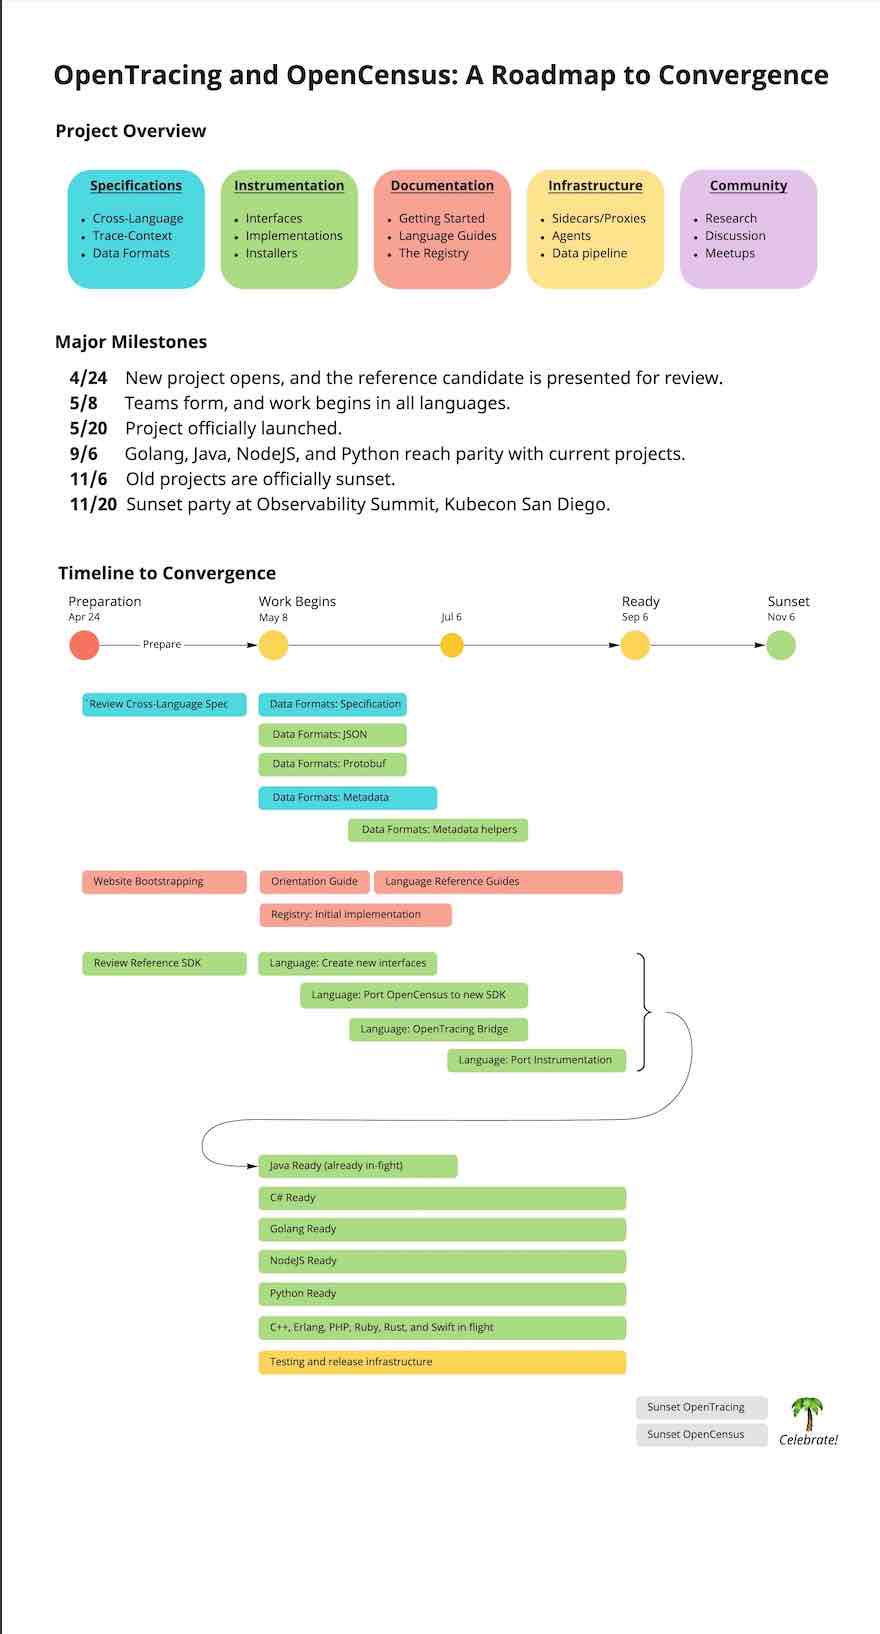 OpenTracing and OpenCensus: A Roadmap to Convergence
Project Overview
Specifications
• Cross-Language
• Trace-Context
• Data Formats
Instrumentation
• Interfaces
• Implementations
• Installers
Documentation
• Getting Started
• Language Guides
• The Registry
Infrastructure
• Sidecars/Proxies
• Agents
• Data pipeline
Community
• Research
• Discussion
• Meetups
Major Milestones
4/24 New project opens, and the reference candidate is presented for review.
5/8 Teams form, and work begins in all languages.
5/20 Project officially launched.
9/6 Golang, Java, NodeJS, and Python reach parity with current projects.
11/6 Old projects are officially sunset.
11/20 Sunset party at Observability Summit, Kubecon San Diego.
Timeline to Convergence
Preparation
Apr 24
Work Begins
May 8
Jul 6
Ready
Sep 6
Sunset
Nov 6
Prepare
Review Cross-Language Spec
Data Formats: Specification
Data Formats: JSON
Data Formats: Protobuf
Data Formats: Metadata
Data Formats: Metadata helpers
Website Bootstrapping
Orientation Guide
Language Reference Guides
Registry: Initial implementation
Review Reference SDK
Language: Create new interfaces
Language: Port OpenCensus to new SDK
Language: OpenTracing Bridge
Language: Port Instrumentation
Java Ready (already in-fight)
C# Ready
Golang Ready
NodeJS Ready
Python Ready
C++, Erlang, PHP, Ruby, Rust, and Swift in flight
Testing and release infrastructure
Sunset OpenTracing
Sunset OpenCensus
Celebrate!